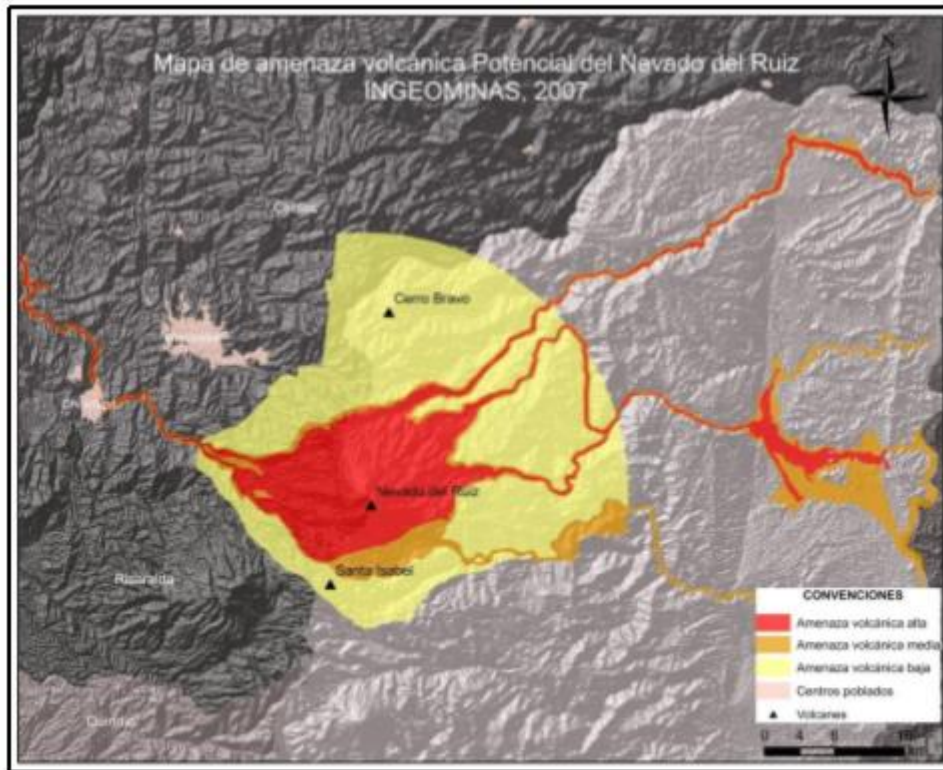 Mapa de amenaza volcánica Potencial del Nevado del Ruiz
INGEOMINAS, 2007
Cerro Bravo
Nevado del Ruiz
Santa Isabel
Risaralda
CONVENCIONES
Amenaza volcánica alta
Amenaza volcánica media
Amenaza volcánica baja
Centros poblados
Volcanes
0 4 8